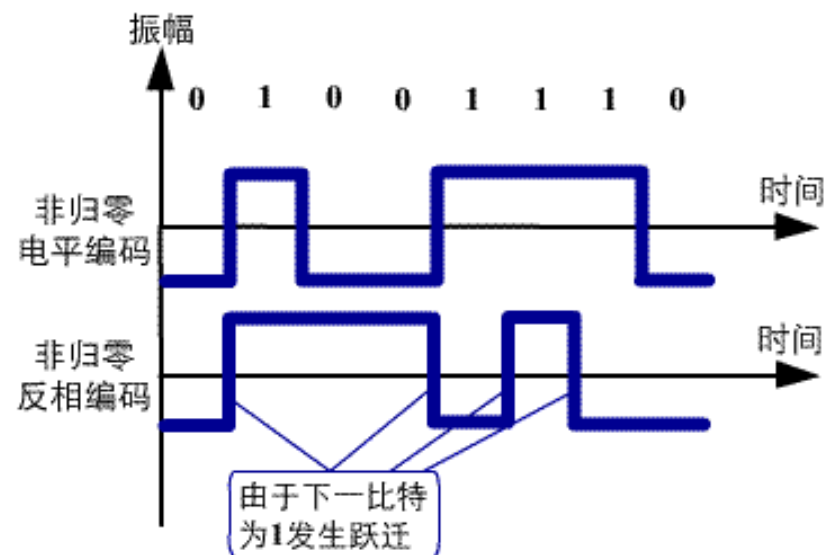 振幅
0 1 0 0 1 1 1 0
时间
非归零
电平编码
时间
非归零
反相编码
由于下一比特
为1发生跃迁